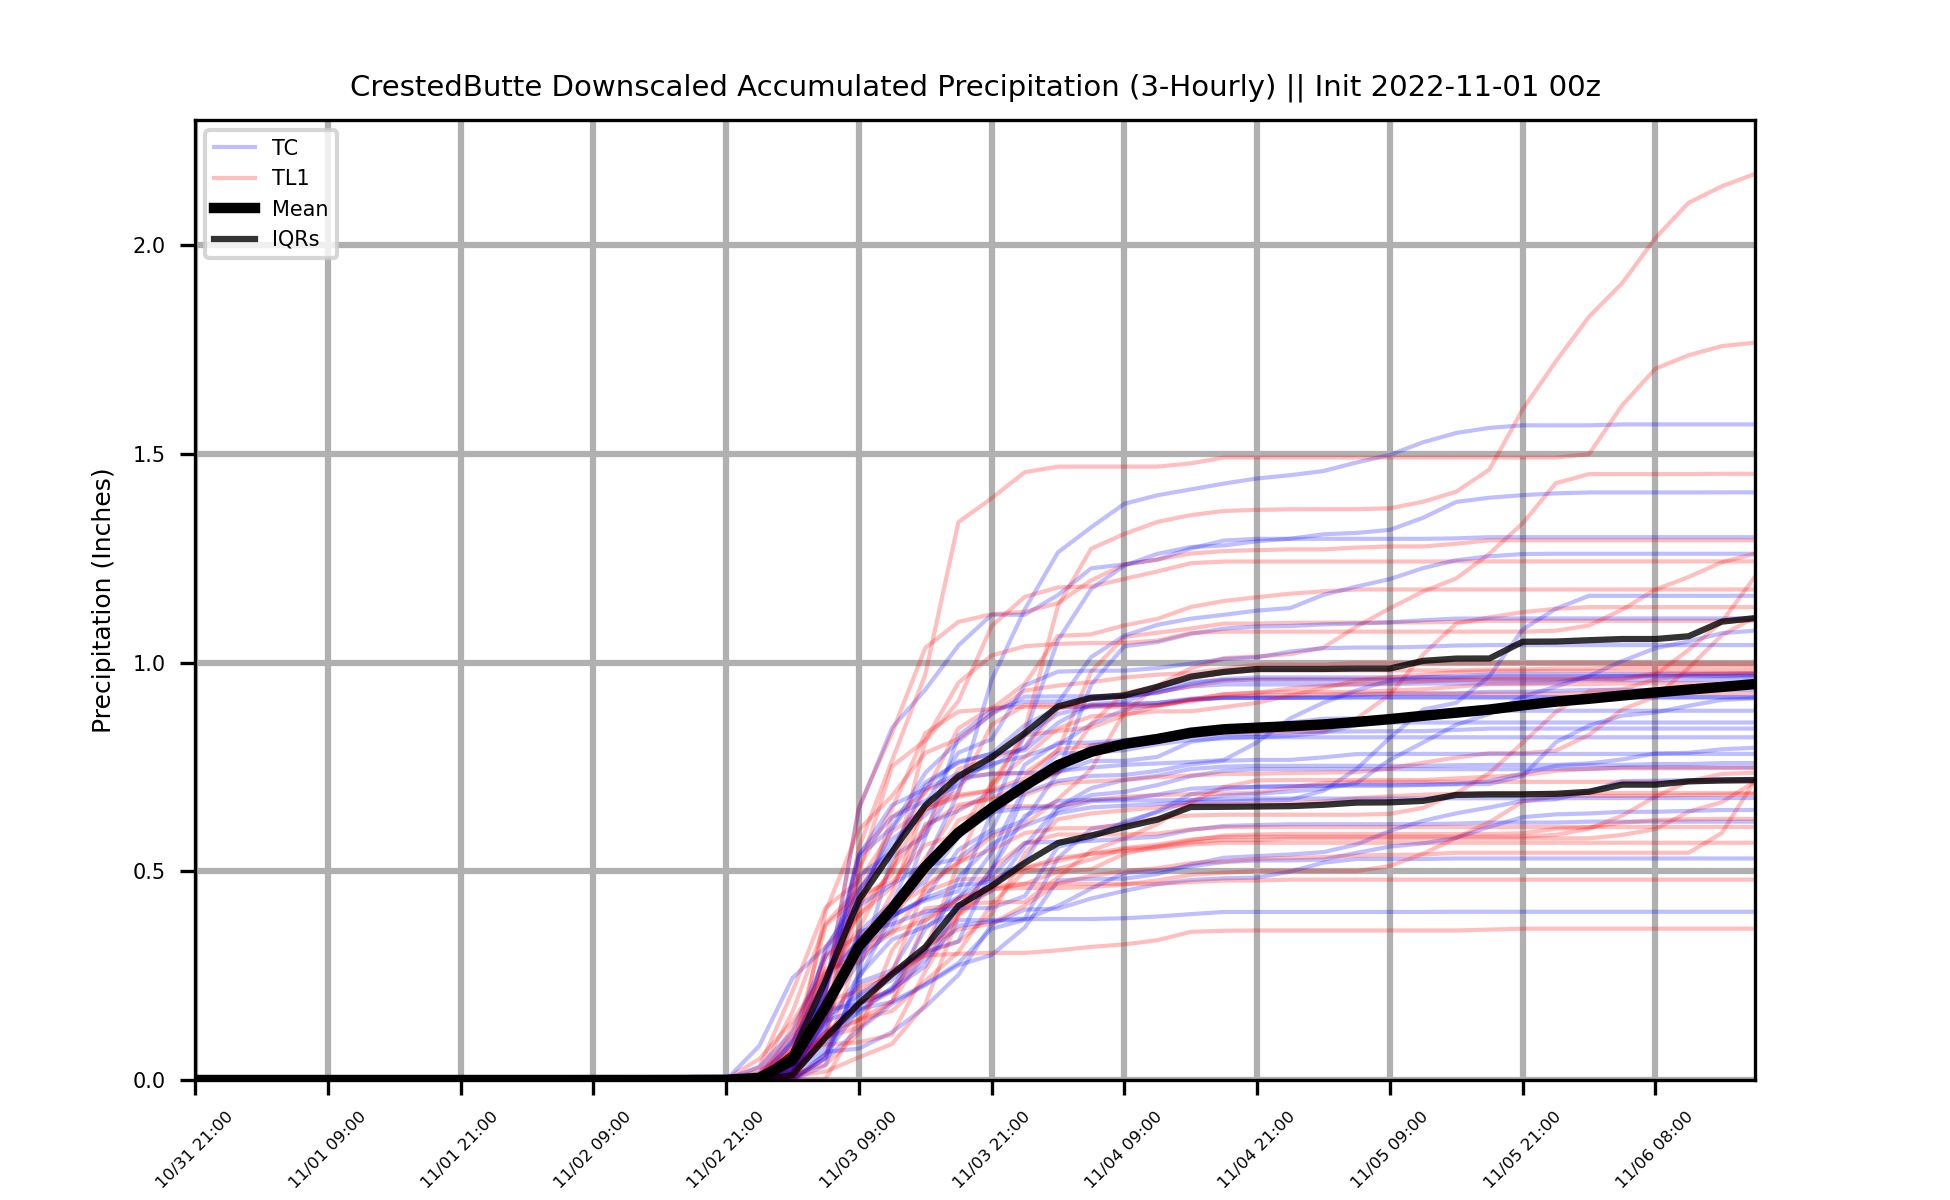 CrestedButte Downscaled Accumulated Precipitation (3-Hourly) || Init 2022-11-01 00z
TC
TL1
Mean
IQRs
Precipitation (Inches)
2.0
1.5
1.0
0.5
0.0
10/31 21:00
11/01 09:00
11/01 21:00
11/02 09:00
11/02 21:00
11/03 09:00
11/03 21:00
11/04 09:00
11/04 21:00
11/05 09:00
11/05 21:00
11/06 08:00